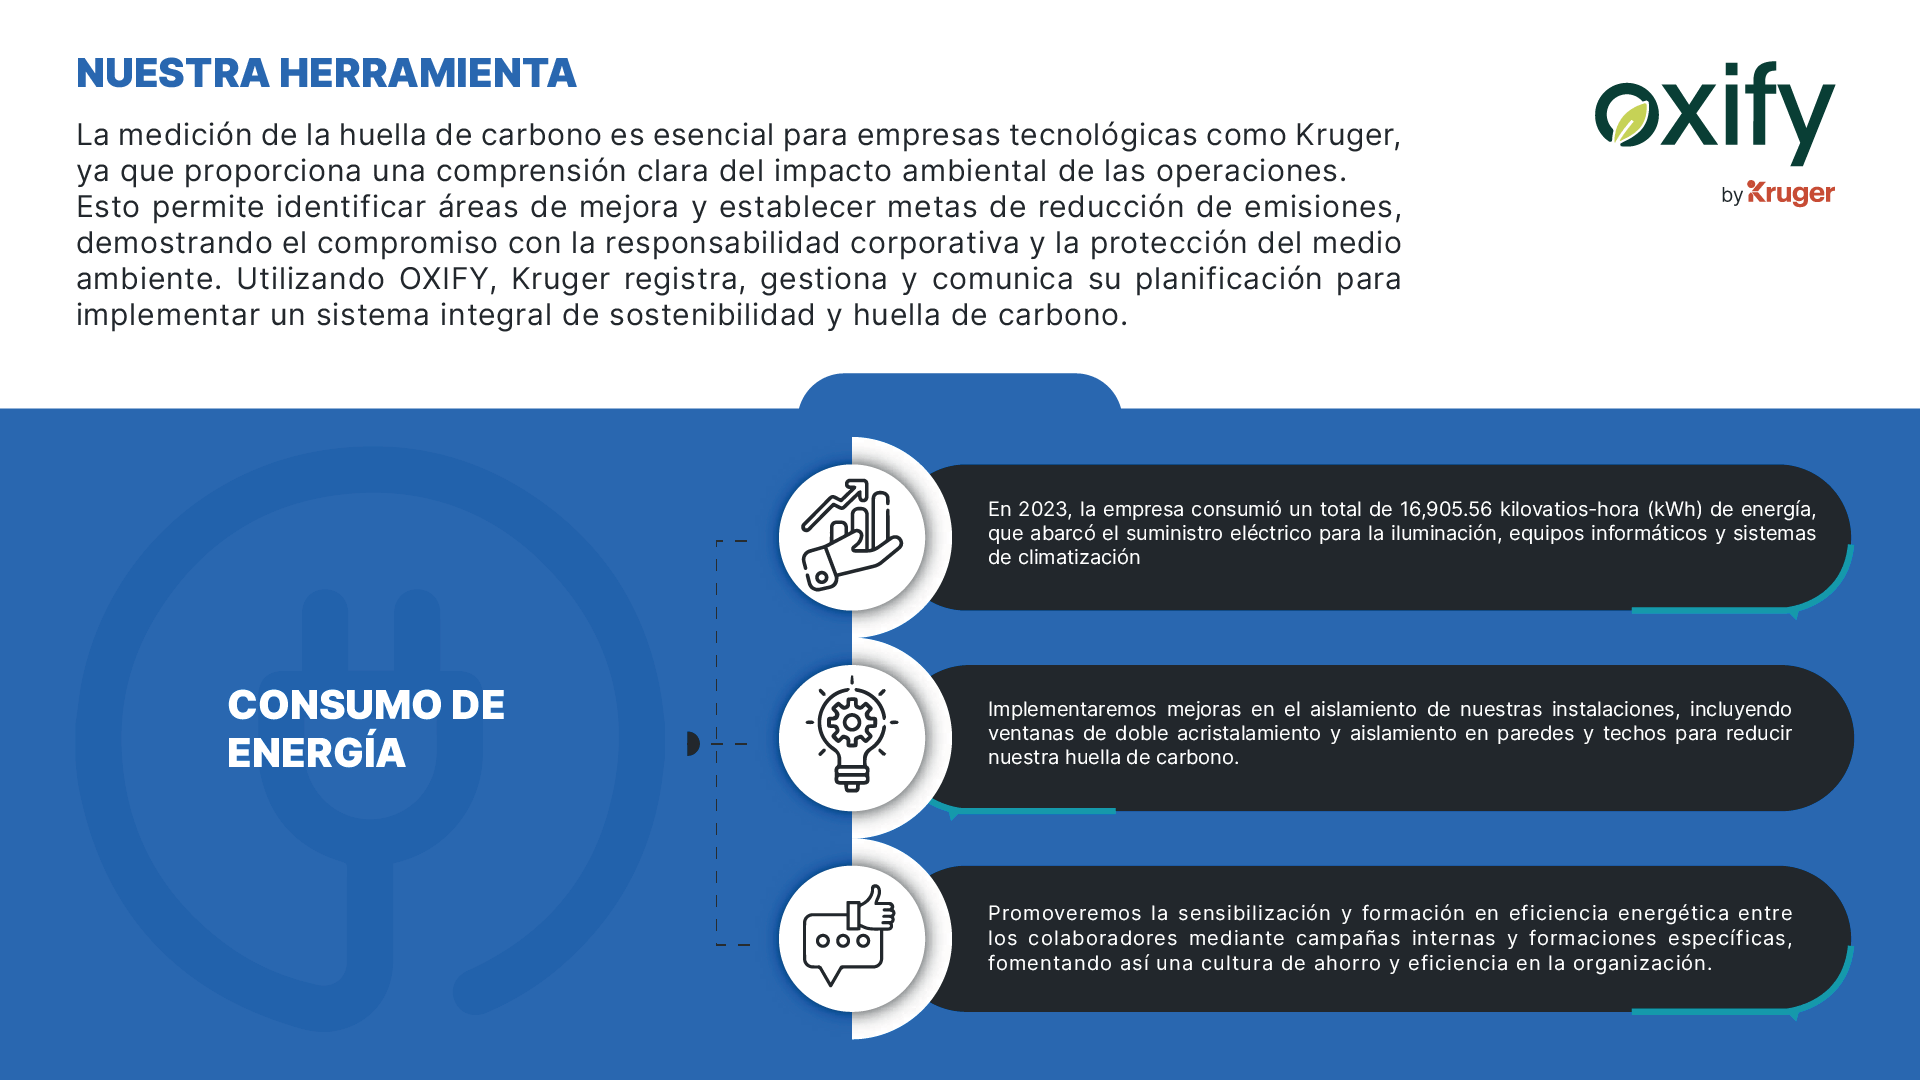 NUESTRA HERRAMIENTA
La medición de la huella de carbono es esencial para empresas tecnológicas como Kruger,
ya que proporciona una comprensión clara del impacto ambiental de las operaciones.
Esto permite identificar áreas de mejora y establecer metas de reducción de emisiones,
demostrando el compromiso con la responsabilidad corporativa y la protección del medio
ambiente. Utilizando OXIFY, Kruger registra, gestiona y comunica su planificación para
implementar un sistema integral de sostenibilidad y huella de carbono.
oxify
by Kruger
CONSUMO DE
ENERGÍA
En 2023, la empresa consumió un total de 16,905.56 kilovatios-hora (kWh) de energía,
que abarcó el suministro eléctrico para la iluminación, equipos informáticos y sistemas
de climatización
Implementaremos mejoras en el aislamiento de nuestras instalaciones, incluyendo
ventanas de doble acristalamiento y aislamiento en paredes y techos para reducir
nuestra huella de carbono.
Promoveremos la sensibilización y formación en eficiencia energética entre
los colaboradores mediante campañas internas y formaciones específicas,
fomentando así una cultura de ahorro y eficiencia en la organización.